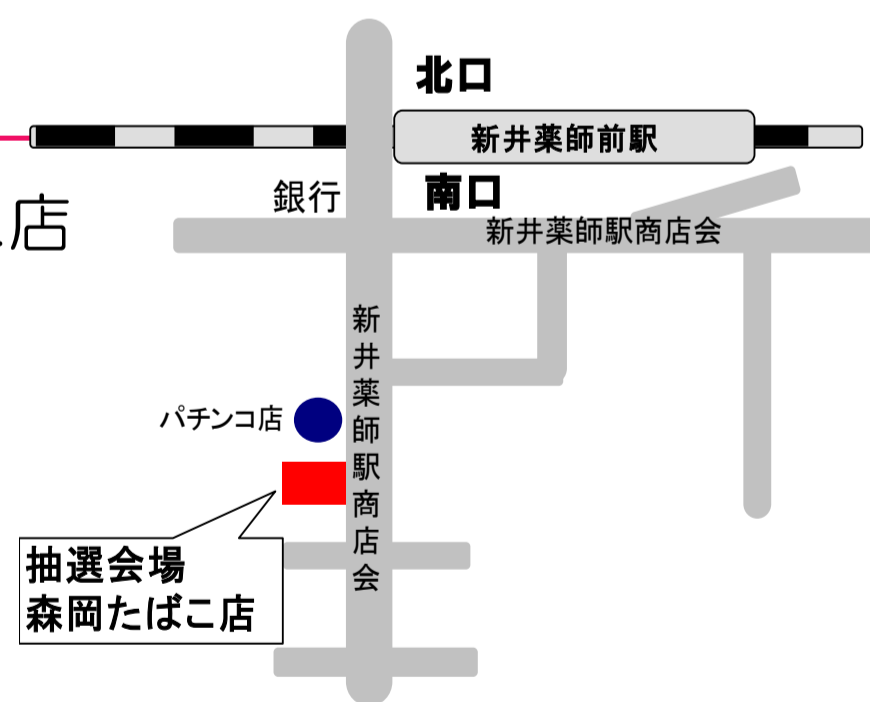 北口
新井薬師前駅
銀行
南口
店
新井薬師駅商店会
新井薬師駅商店会
パチンコ店
抽選会場
森岡たばこ店